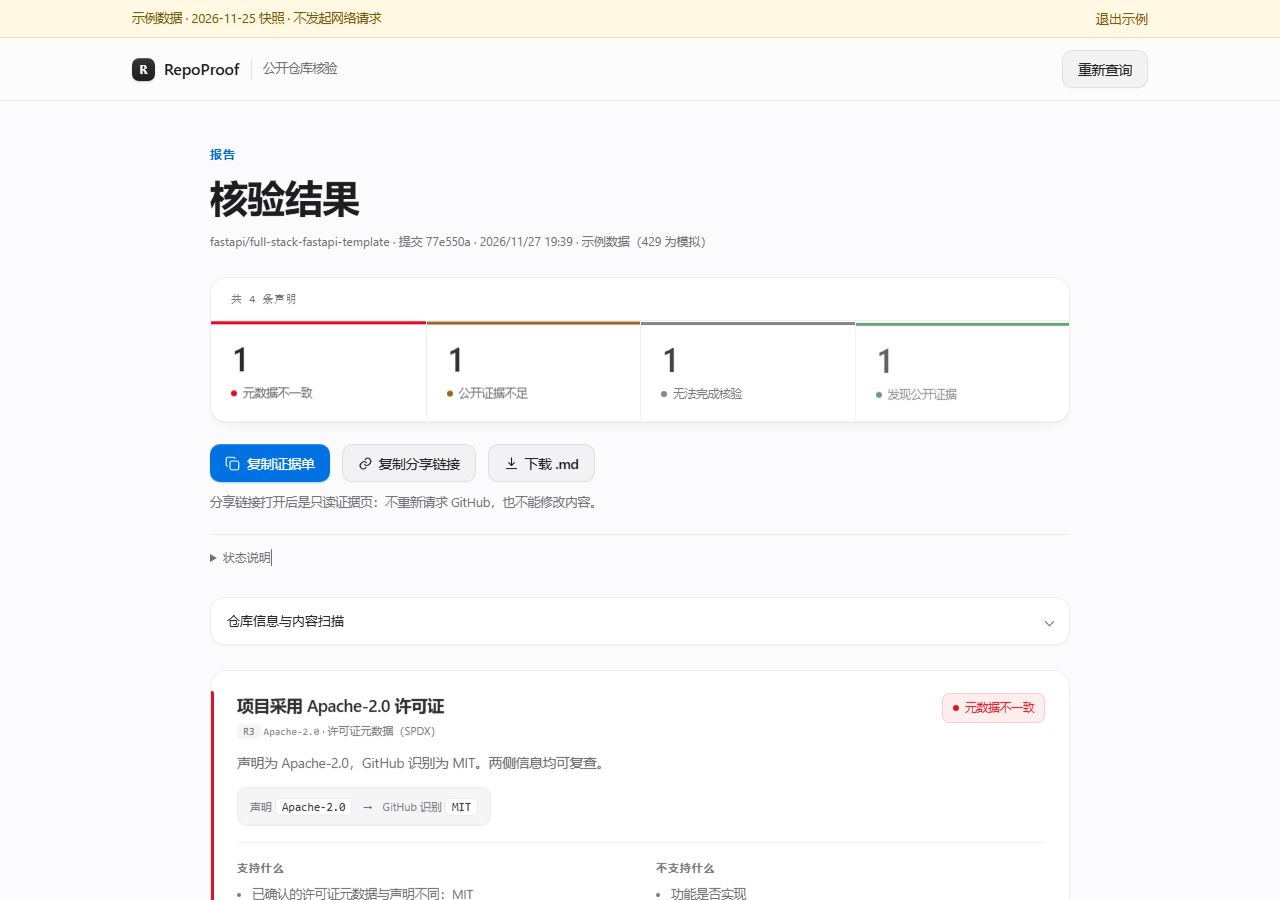 示例数据 · 2026-11-25 快照 · 不发起网络请求
退出示例
R RepoProof 公开仓库核验
重新查询
报告
核验结果
fastapi/full-stack-fastapi-template · 提交 77e550a · 2026/11/27 19:39 · 示例数据（429 为模拟）
共 4 条声明
1 1 1 1
元数据不一致 公开证据不足 无法完成核验 发现公开证据
复制证据单 复制分享链接 下载 .md
分享链接打开后是只读证据页：不重新请求 GitHub，也不能修改内容。
状态说明
仓库信息与内容扫描
项目采用 Apache-2.0 许可证
元数据不一致
R3 Apache-2.0 · 许可证元数据（SPDX）
声明为 Apache-2.0，GitHub 识别为 MIT。两侧信息均可复查。
声明 Apache-2.0 → GitHub 识别 MIT
支持什么 不支持什么
• 已确认的许可证元数据与声明不同：MIT • 功能是否实现